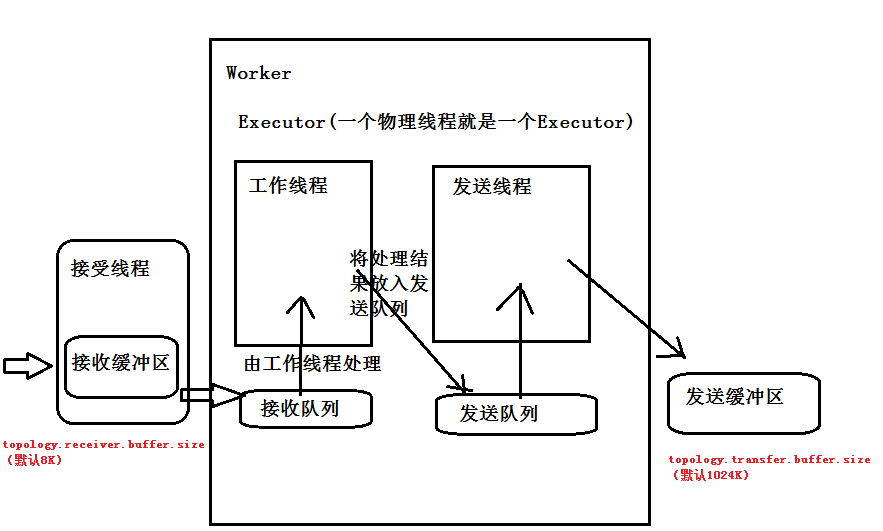 Worker
Executor(一个物理线程就是一个Executor)
工作线程
发送线程
接受线程
将处理结
果放入发
送队列
接收缓冲区
由工作线程处理
接收队列
发送队列
发送缓冲区
topology.receiver.buffer.size
（默认8K）
topology.transfer.buffer.size
（默认1024K）